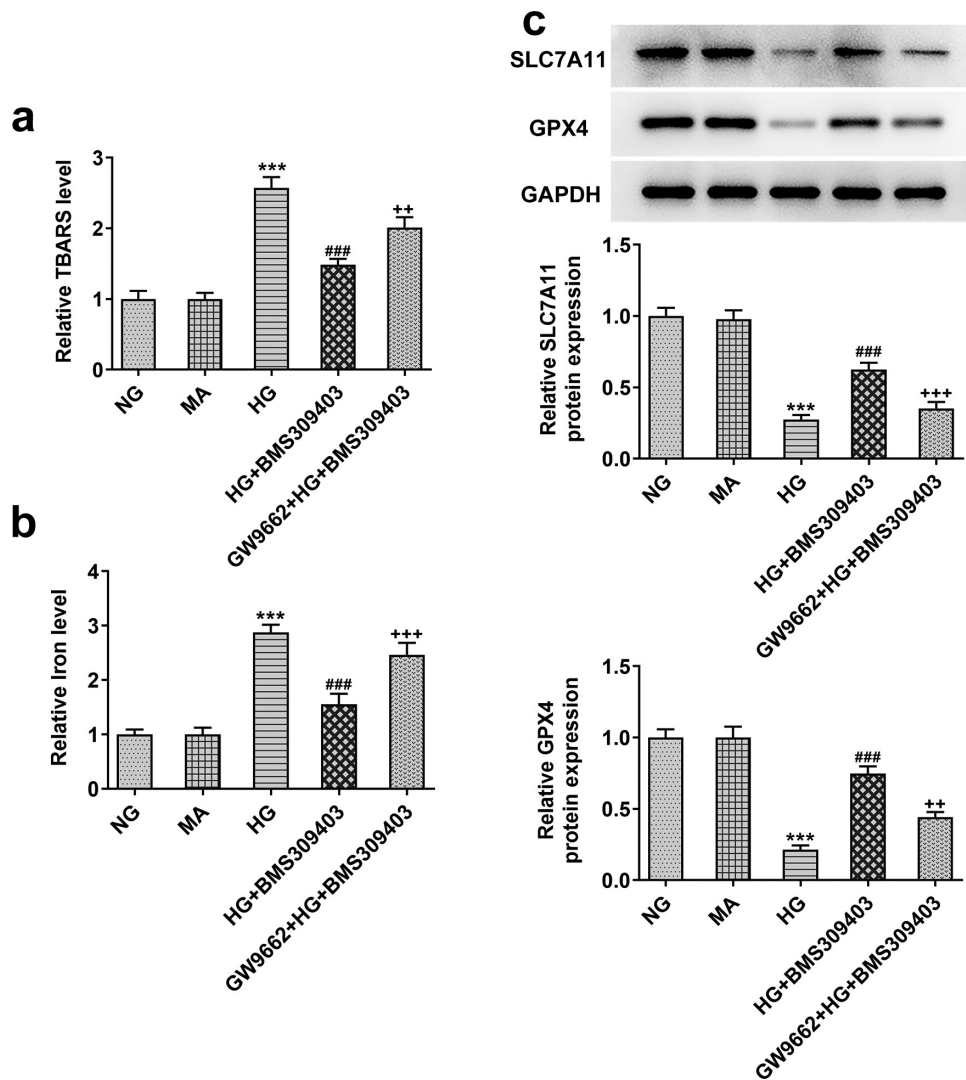 a
Relative TBARS level
3
2
1
0
***
###
++
NG
MA
HG
HG+BMS309403
GW9662+HG+BMS309403
b
Relative Iron level
4
3
2
1
0
***
###
+++
NG
MA
HG
HG+BMS309403
GW9662+HG+BMS309403
c
SLC7A11
GPX4
GAPDH
Relative SLC7A11
protein expression
1.5
1.0
0.5
0.0
***
###
+++
NG
MA
HG
HG+BMS309403
GW9662+HG+BMS309403
Relative GPX4
protein expression
1.5
1.0
0.5
0.0
***
###
++
NG
MA
HG
HG+BMS309403
GW9662+HG+BMS309403